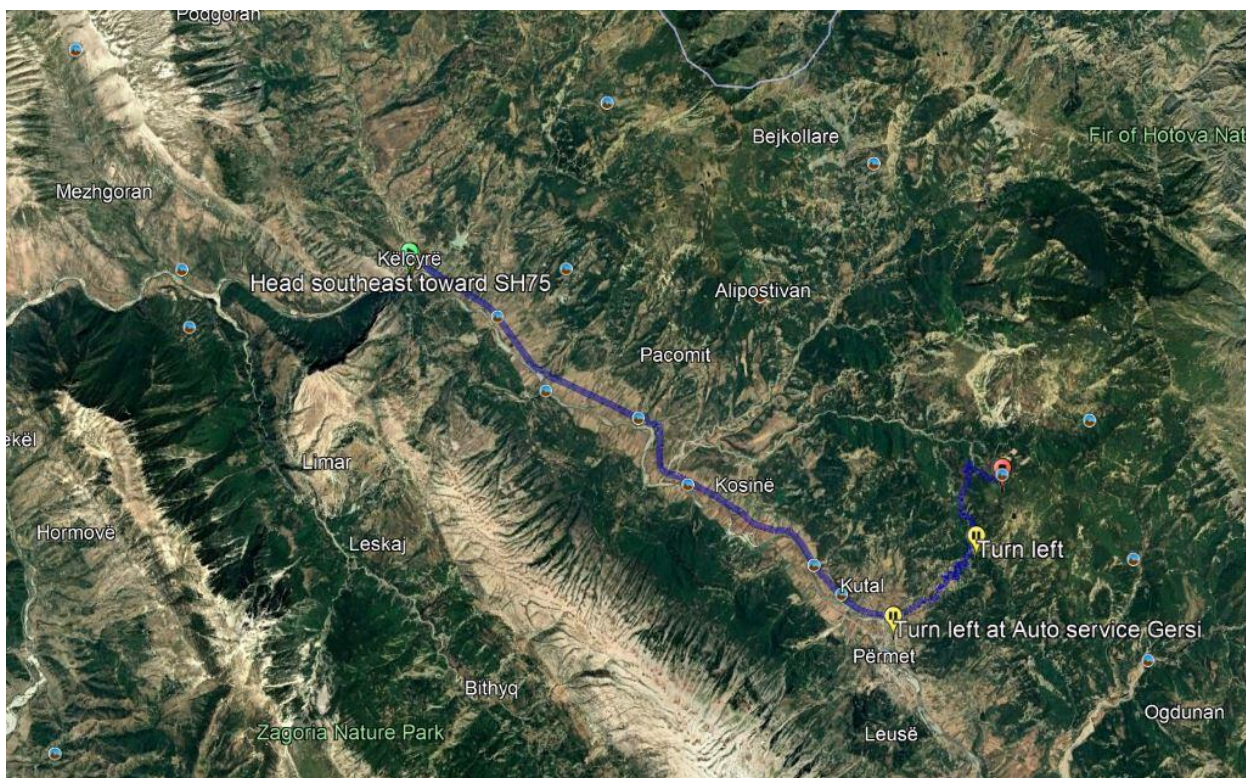 Podgoran
Bejkollare
Fir of Hotova Nat
Mezhgoran
Këlcyrë
Head southeast toward SH75
Alipostivan
Pacomit
ekël
Limar
Kosinë
Hormovë
Leskaj
Turn left
Kutal
Turn left at Auto service Gersi
Përmet
Bithyq
Ogdunan
Zagoria Nature Park
Leusë